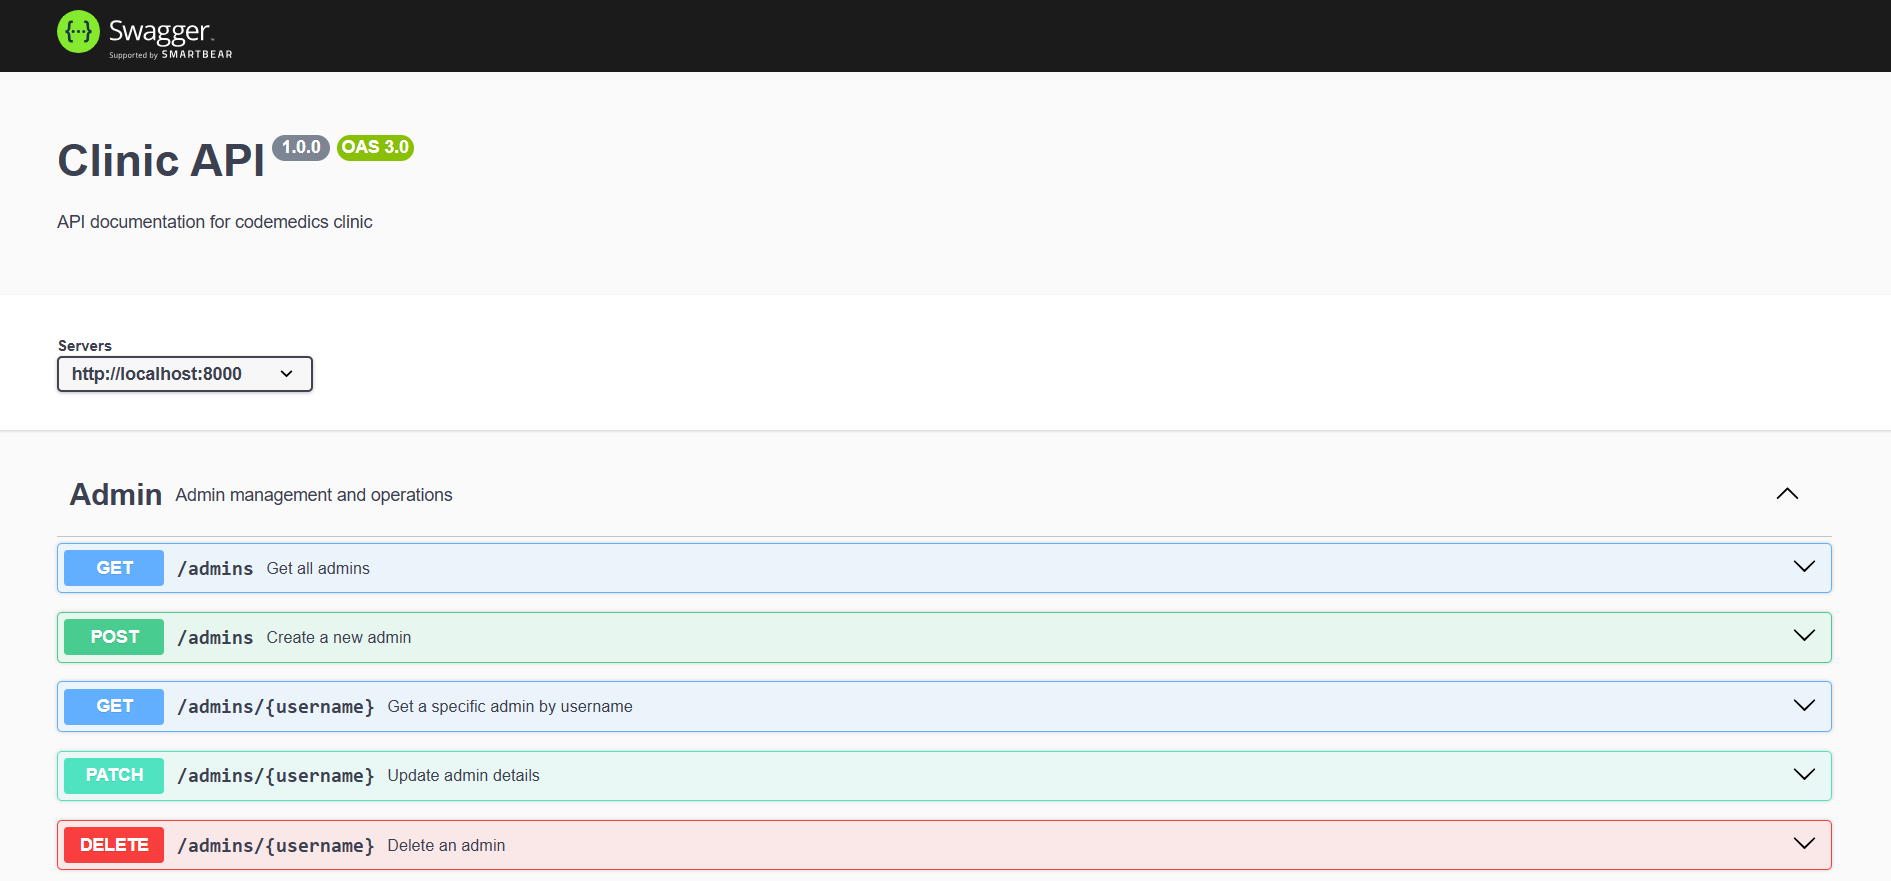 {···} Swagger™
Supported by SMARTBEAR
Clinic API 1.0.0 OAS 3.0
API documentation for codemedics clinic
Servers
http://localhost:8000
Admin Admin management and operations
GET /admins Get all admins
POST /admins Create a new admin
GET /admins/{username} Get a specific admin by username
PATCH /admins/{username} Update admin details
DELETE /admins/{username} Delete an admin